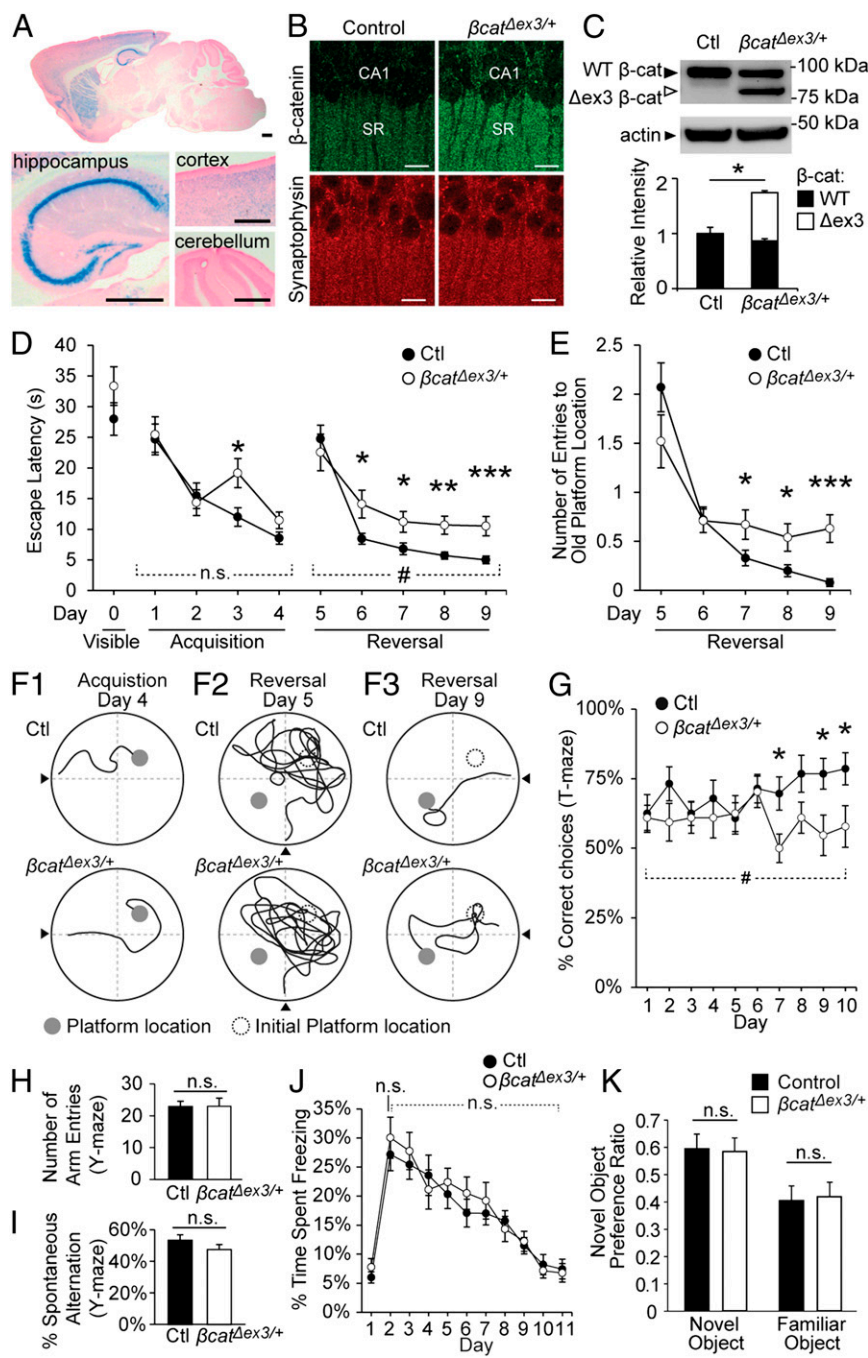 A
hippocampus
cortex
cerebellum
B
Control
βcatΔex3/+
β-catenin
CA1
CA1
SR
SR
Synaptophysin
C
Ctl
βcatΔex3/+
WT β-cat
Δex3 β-cat
-100 kDa
75 kDa
-50 kDa
actin
β-cat:
WT
Δex3
*
Relative Intensity
2
1
0
Ctl
βcatΔex3/+
D
Ctl
βcatΔex3/+
Escape Latency (s)
40
35
30
25
20
15
10
5
0
* * * ** ***
n.s.
#
Day 0 1 2 3 4 5 6 7 8 9
Visible
Acquisition
Reversal
E
Ctl
βcatΔex3/+
Number of Entries to
Old Platform Location
2.5
2
1.5
1
0.5
0
* * ***
Day 5 6 7 8 9
Reversal
F1
Acquistion
Day 4
F2
Reversal
Day 5
F3
Reversal
Day 9
Ctl
Ctl
Ctl
βcatΔex3/+
βcatΔex3/+
βcatΔex3/+
Platform location
Initial Platform location
G
Ctl
βcatΔex3/+
% Correct choices (T-maze)
100%
75%
50%
25%
0%
* * *
#
1 2 3 4 5 6 7 8 9 10
Day
H
Number of
Arm Entries
(Y-maze)
30
20
10
0
n.s.
Ctl βcatΔex3/+
I
% Spontaneous
Alternation
(Y-maze)
60%
40%
20%
0%
n.s.
Ctl βcatΔex3/+
J
Ctl
βcatΔex3/+
n.s.
n.s.
% Time Spent Freezing
35%
30%
25%
20%
15%
10%
5%
0%
1 2 3 4 5 6 7 8 9 10 11
Day
K
Control
βcatΔex3/+
Novel Object
Preference Ratio
0.7
0.6
0.5
0.4
0.3
0.2
0.1
0
n.s.
n.s.
Novel
Object
Familiar
Object